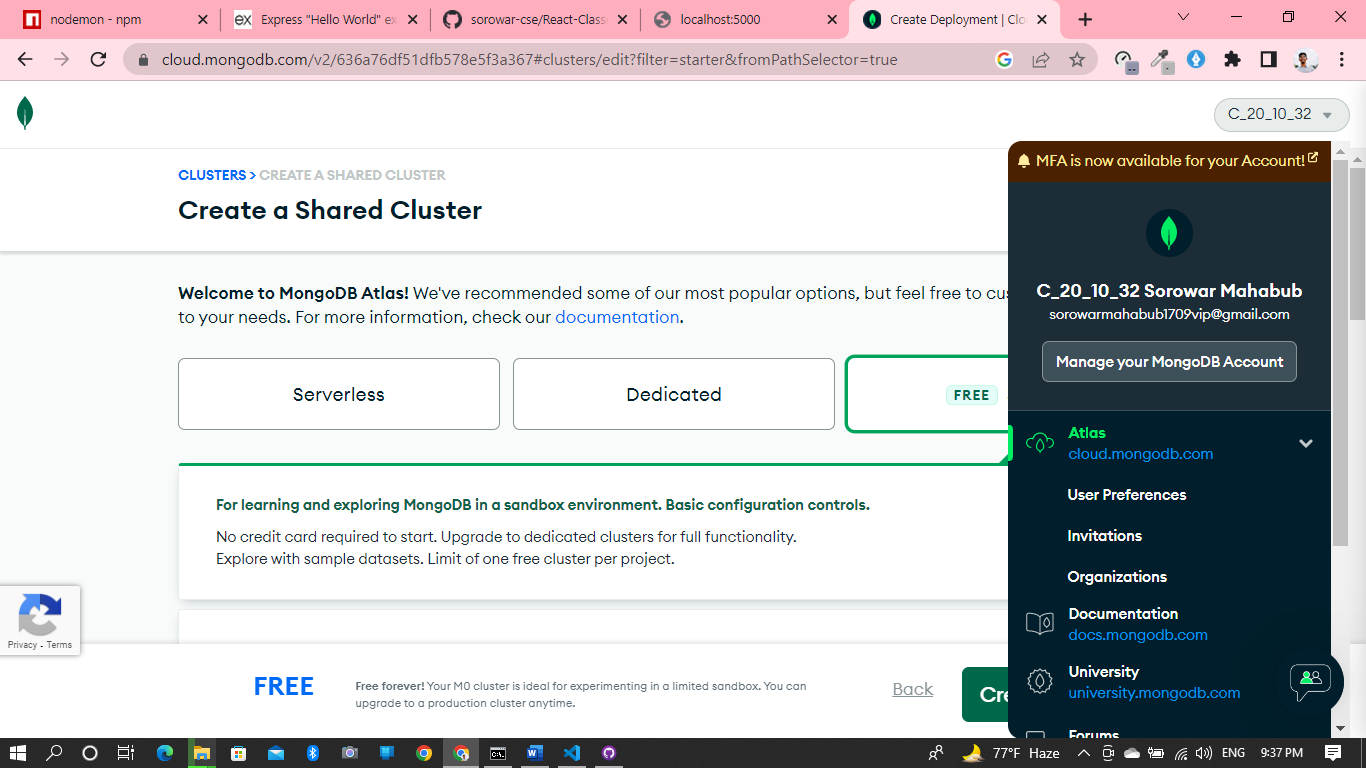 nodemon - npm
Express "Hello World" ex
sorowar-cse/React-Class
localhost:5000
Create Deployment | Clo
cloud.mongodb.com/v2/636a76df51dfb578e5f3a367#clusters/edit?filter=starter&fromPathSelector=true
C_20_10_32
MFA is now available for your Account!
CLUSTERS > CREATE A SHARED CLUSTER
Create a Shared Cluster
Welcome to MongoDB Atlas! We've recommended some of our most popular options, but feel free to cus
to your needs. For more information, check our documentation.
Serverless
Dedicated
FREE
For learning and exploring MongoDB in a sandbox environment. Basic configuration controls.
No credit card required to start. Upgrade to dedicated clusters for full functionality.
Explore with sample datasets. Limit of one free cluster per project.
Privacy - Terms
FREE
Free forever! Your M0 cluster is ideal for experimenting in a limited sandbox. You can
upgrade to a production cluster anytime.
Back
Cre
C_20_10_32 Sorowar Mahabub
sorowarmahabub1709vip@gmail.com
Manage your MongoDB Account
Atlas
cloud.mongodb.com
User Preferences
Invitations
Organizations
Documentation
docs.mongodb.com
University
university.mongodb.com
Forums
77°F Haze
ENG
9:37 PM